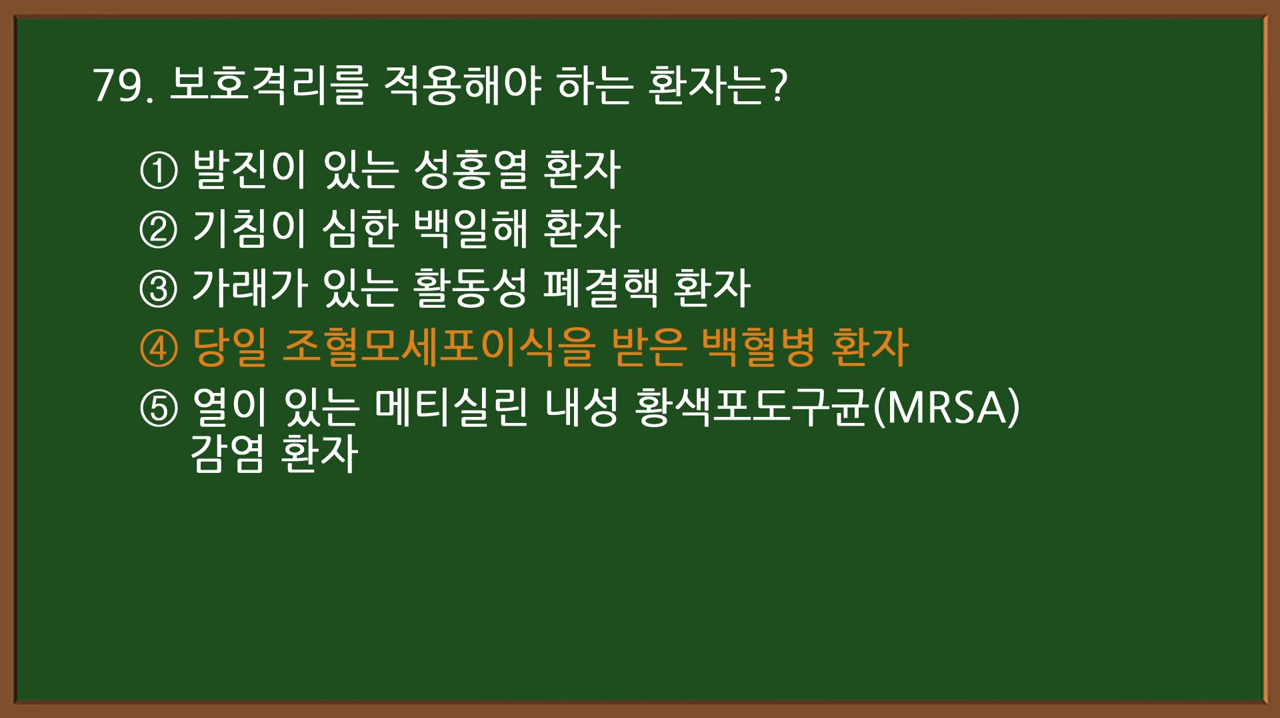 79. 보호격리를 적용해야 하는 환자는?
① 발진이 있는 성홍열 환자
② 기침이 심한 백일해 환자
③ 가래가 있는 활동성 폐결핵 환자
④ 당일 조혈모세포이식을 받은 백혈병 환자
⑤ 열이 있는 메티실린 내성 황색포도구균(MRSA)
감염 환자